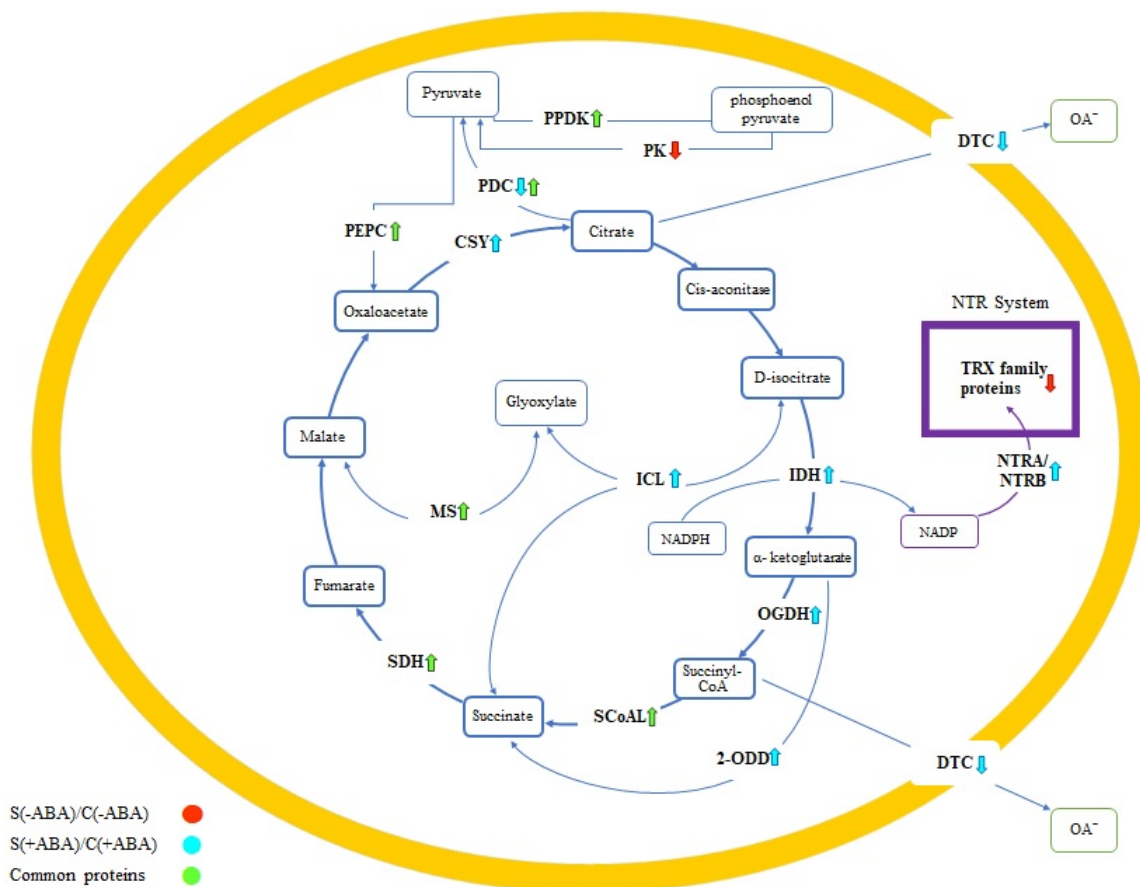 Pyruvate
PPDK
phosphoenol
pyruvate
PK
DTC
OA⁻
PDC
PEPC
CSY
Citrate
Cis-aconitase
Oxaloacetate
NTR System
D-isocitrate
TRX family
proteins
Glyoxylate
Malate
ICL
IDH
NTRA/
NTRB
MS
NADPH
NADP
α- ketoglutarate
Fumarate
OGDH
SDH
Succinyl-
CoA
Succinate
SCoAL
2-ODD
DTC
OA⁻
S(-ABA)/C(-ABA)
S(+ABA)/C(+ABA)
Common proteins